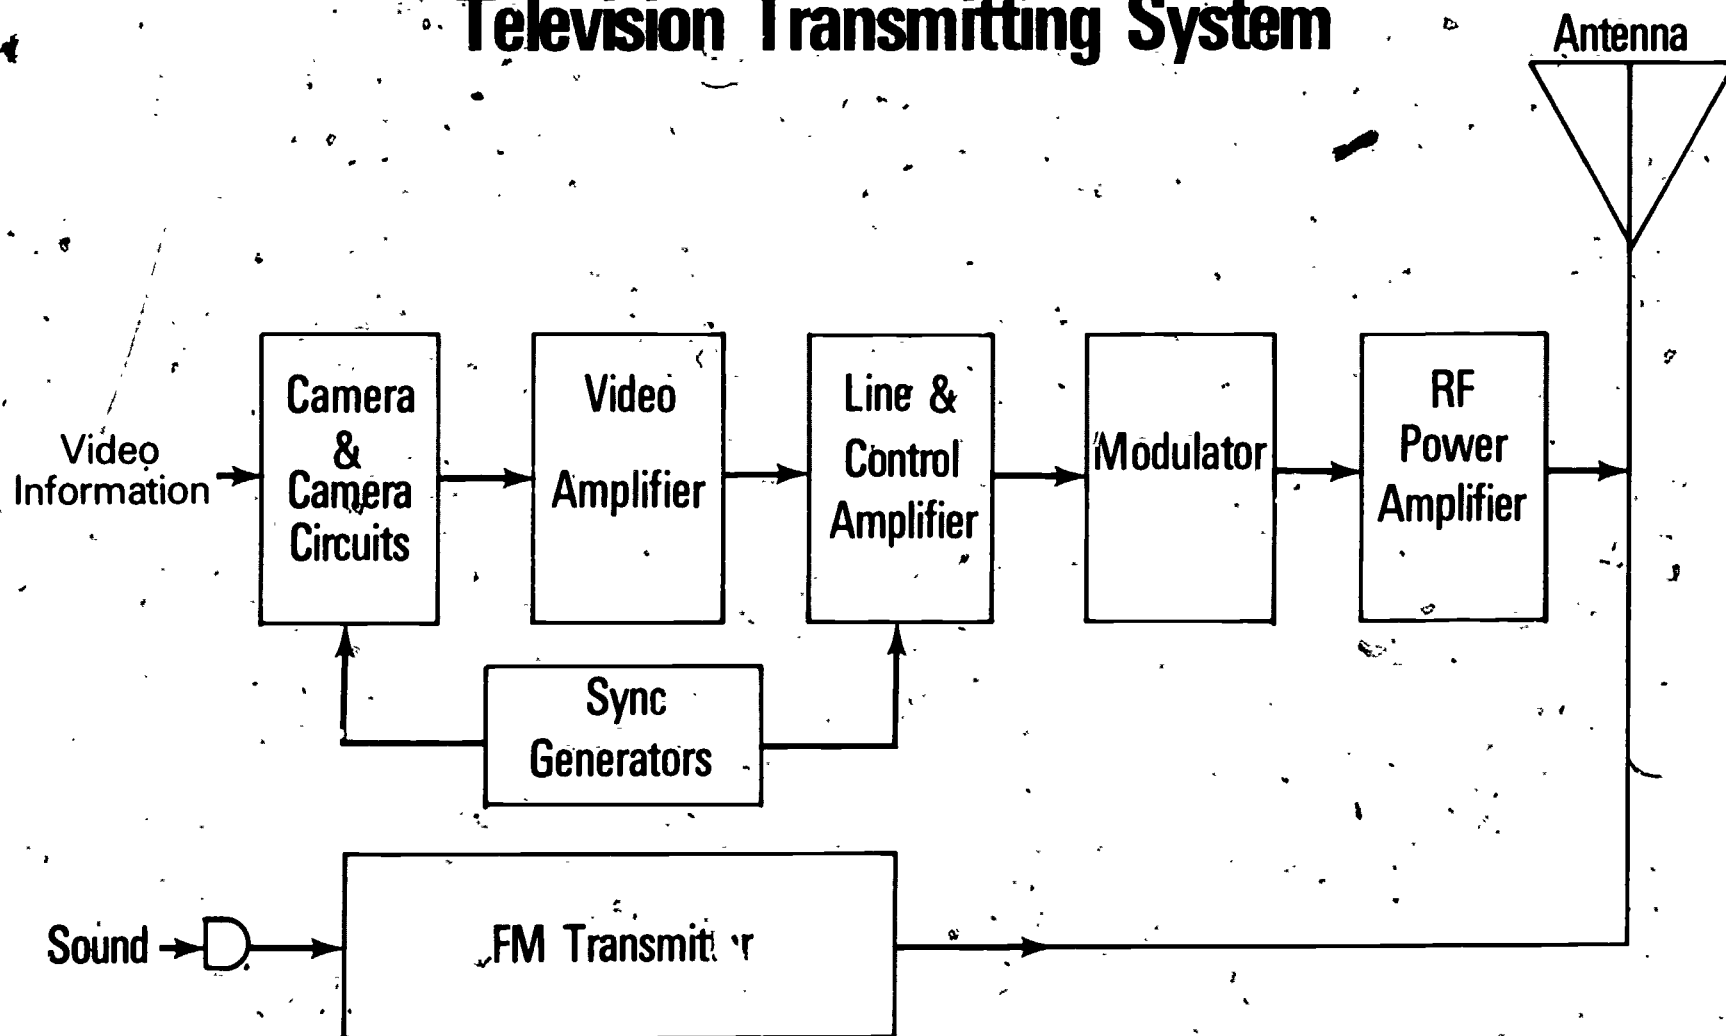 Television Transmitting System
Antenna
Video
Information
Camera
&
Camera
Circuits
Video
Amplifier
Line &
Control
Amplifier
Modulator
RF
Power
Amplifier
Sync
Generators
Sound
FM